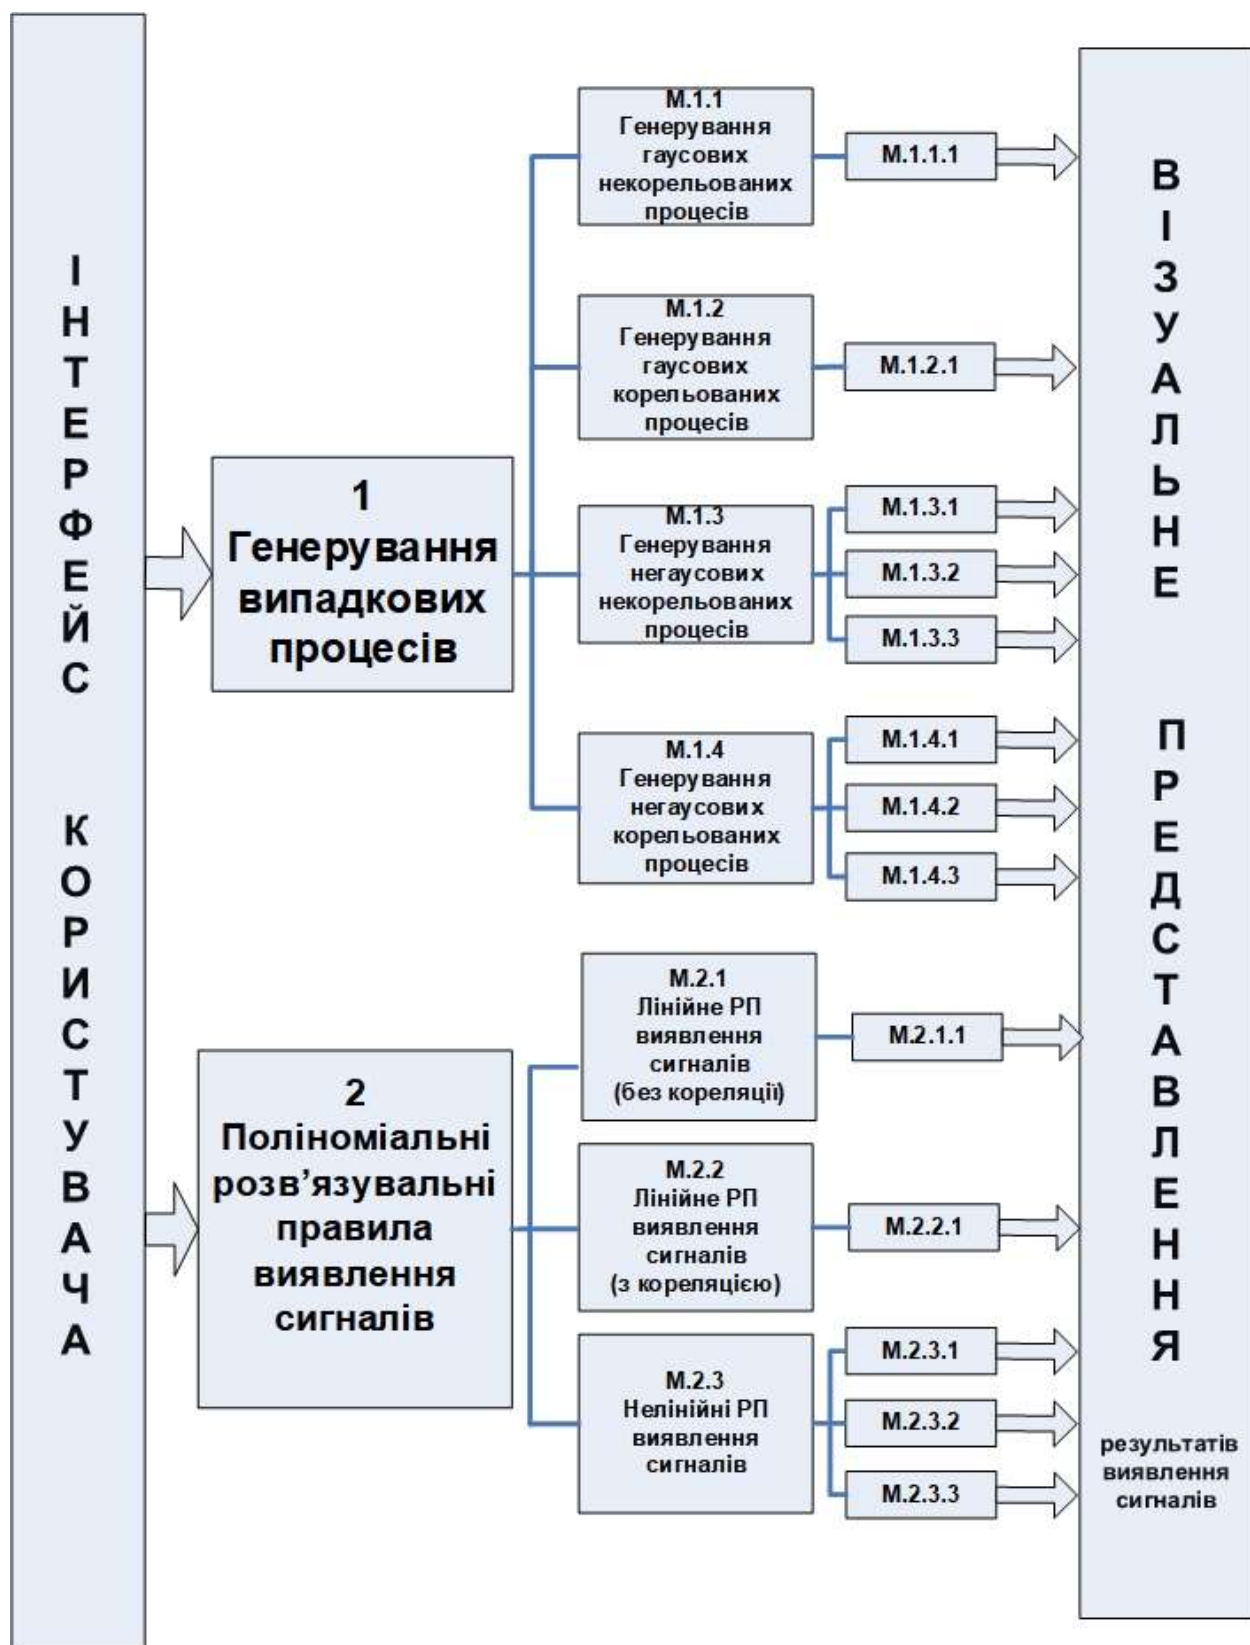 ІНТЕРФЕЙС КОРИСТУВАЧА
1
Генерування
випадкових
процесів
М.1.1
Генерування
гаусових
некорельованих
процесів
М.1.1.1
М.1.2
Генерування
гаусових
корельованих
процесів
М.1.2.1
М.1.3
Генерування
негаусових
некорельованих
процесів
М.1.3.1
М.1.3.2
М.1.3.3
М.1.4
Генерування
негаусових
корельованих
процесів
М.1.4.1
М.1.4.2
М.1.4.3
2
Поліноміальні
розв’язувальні
правила
виявлення
сигналів
М.2.1
Лінійне РП
виявлення
сигналів
(без кореляції)
М.2.1.1
М.2.2
Лінійне РП
виявлення
сигналів
(з кореляцією)
М.2.2.1
М.2.3
Нелінійні РП
виявлення
сигналів
М.2.3.1
М.2.3.2
М.2.3.3
ВІЗУАЛЬНЕ ПРЕДСТАВЛЕННЯ
результатів
виявлення
сигналів